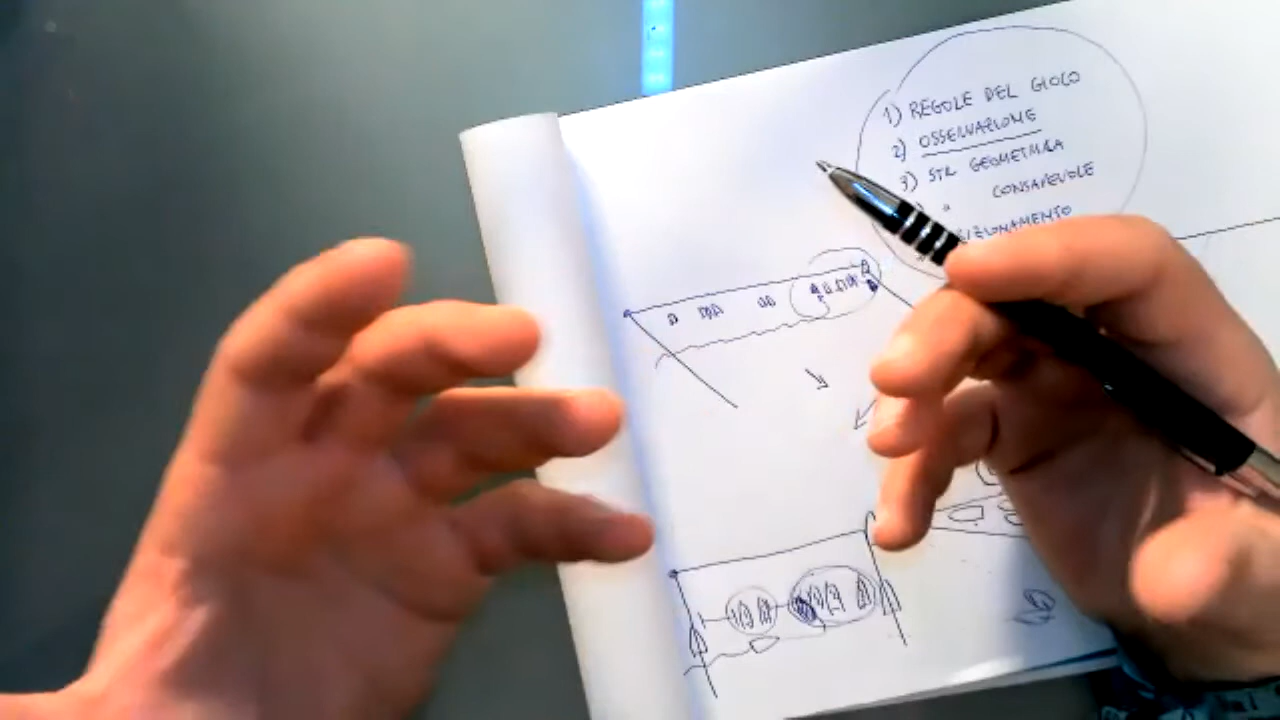 1) REGOLE DEL GIOCO
2) OSSERVAZIONE
3) STR GEOMETRICA
" CONSAPEVOLE